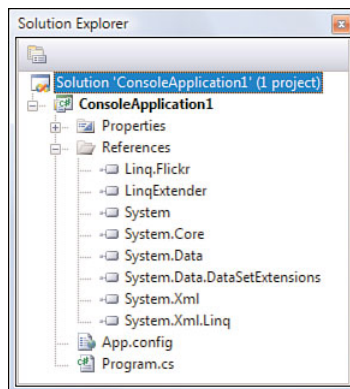 Solution Explorer
Solution 'ConsoleApplication1' (1 project)
ConsoleApplication1
Properties
References
Linq.Flickr
LinqExtender
System
System.Core
System.Data
System.Data.DataSetExtensions
System.Xml
System.Xml.Linq
App.config
Program.cs